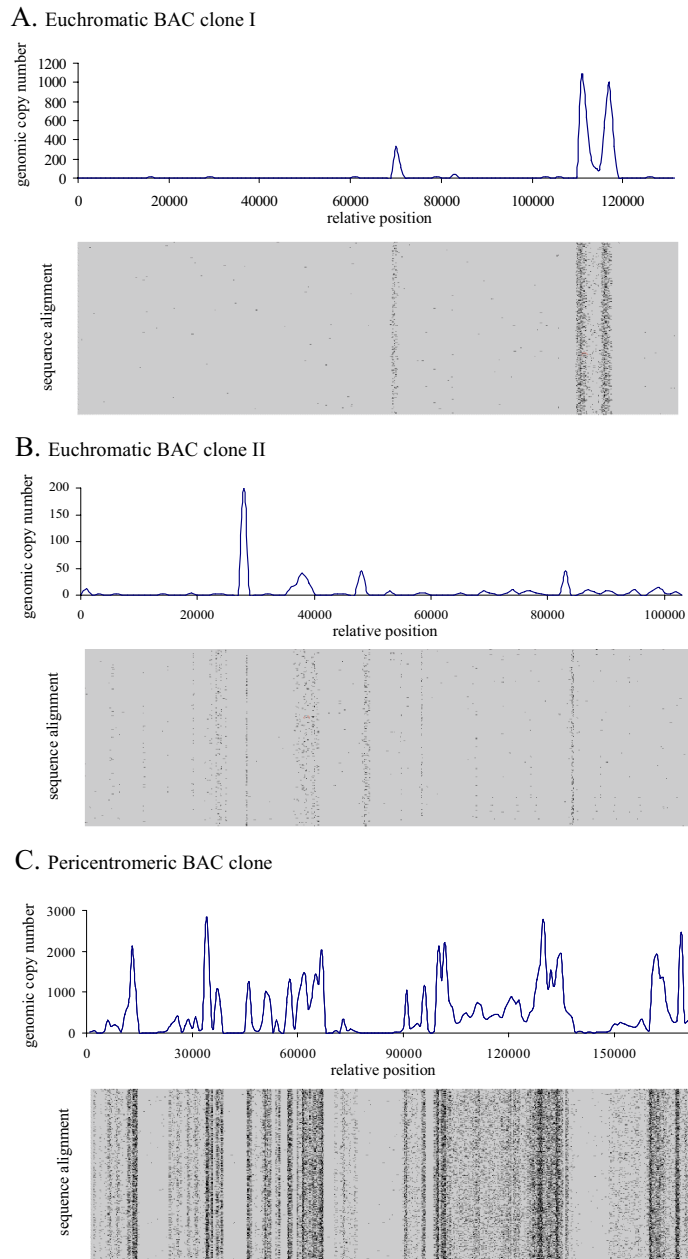 A. Euchromatic BAC clone I
genomic copy number
1200
1000
800
600
400
200
0
0 20000 40000 60000 80000 100000 120000
relative position
sequence alignment
B. Euchromatic BAC clone II
genomic copy number
200
150
100
50
0
0 20000 40000 60000 80000 100000
relative position
sequence alignment
C. Pericentromeric BAC clone
genomic copy number
3000
2000
1000
0
0 30000 60000 90000 120000 150000
relative position
sequence alignment